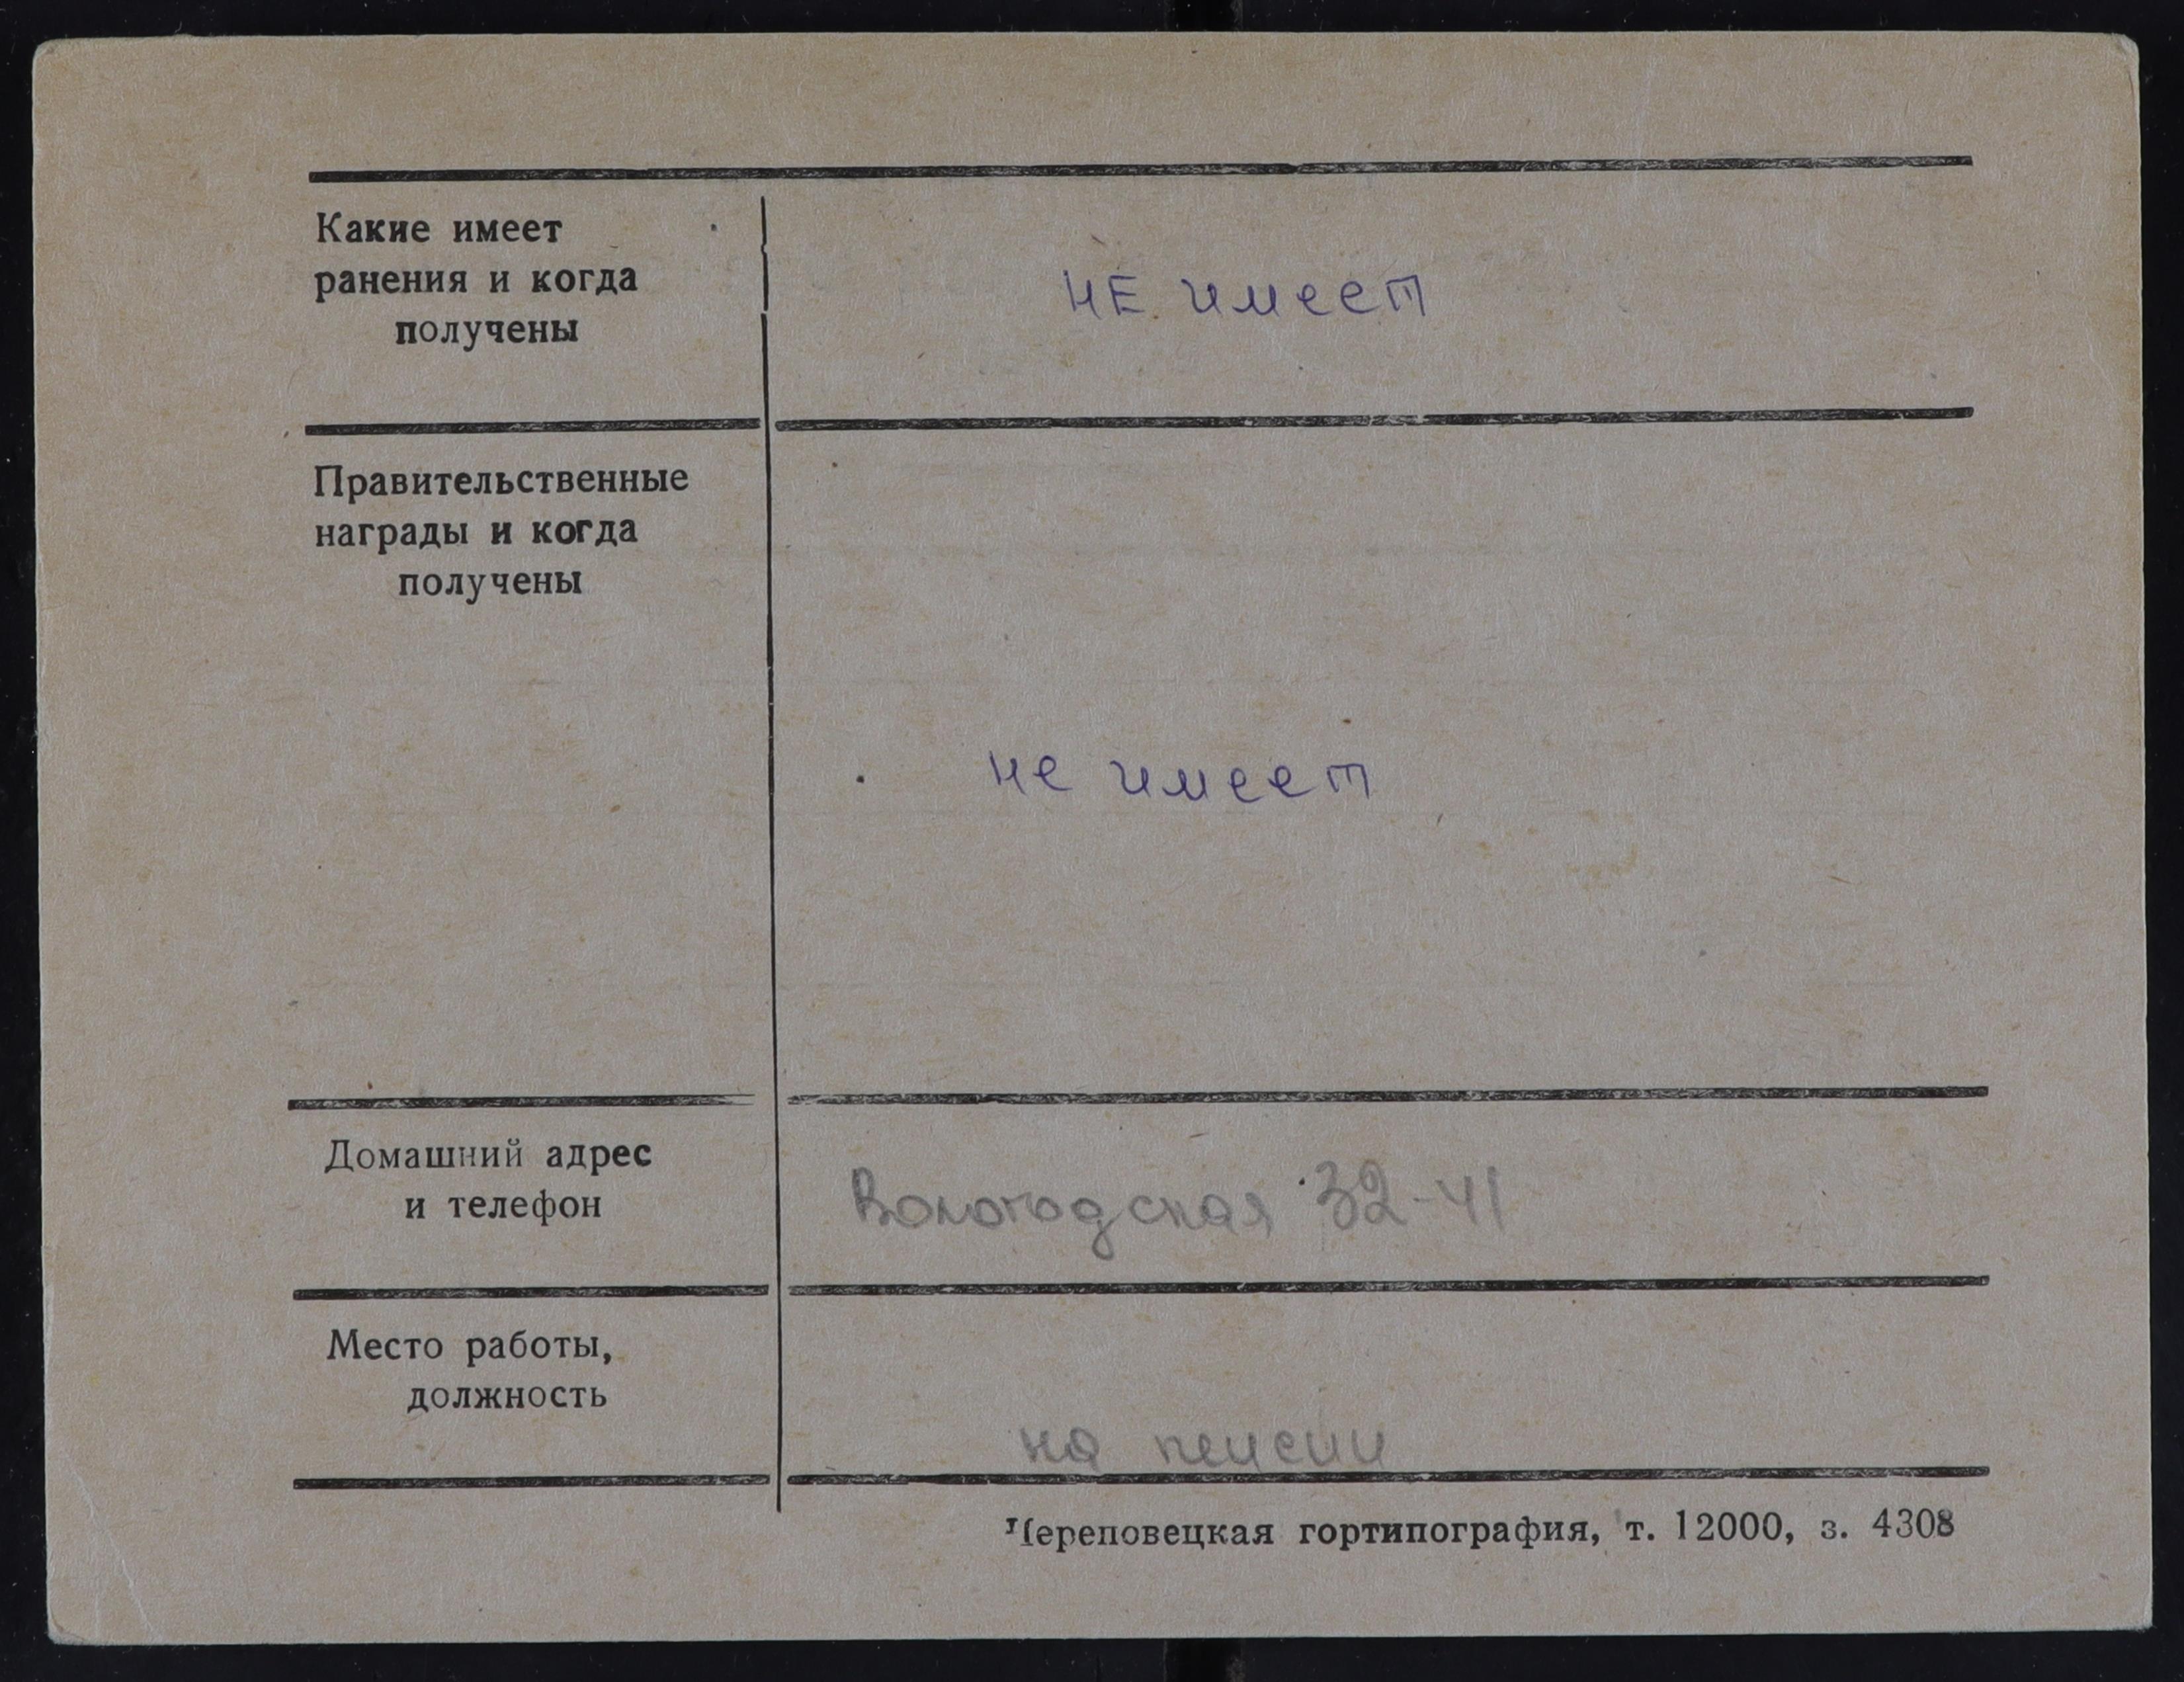 Какие имеет
ранения и когда
получены
не имеет
Правительственные
награды и когда
получены
не имеет
Домашний адрес
и телефон
Вологодская 32-41
Место работы,
должность
на пенсии
Череповецкая гортипография, т. 12000, з. 4308